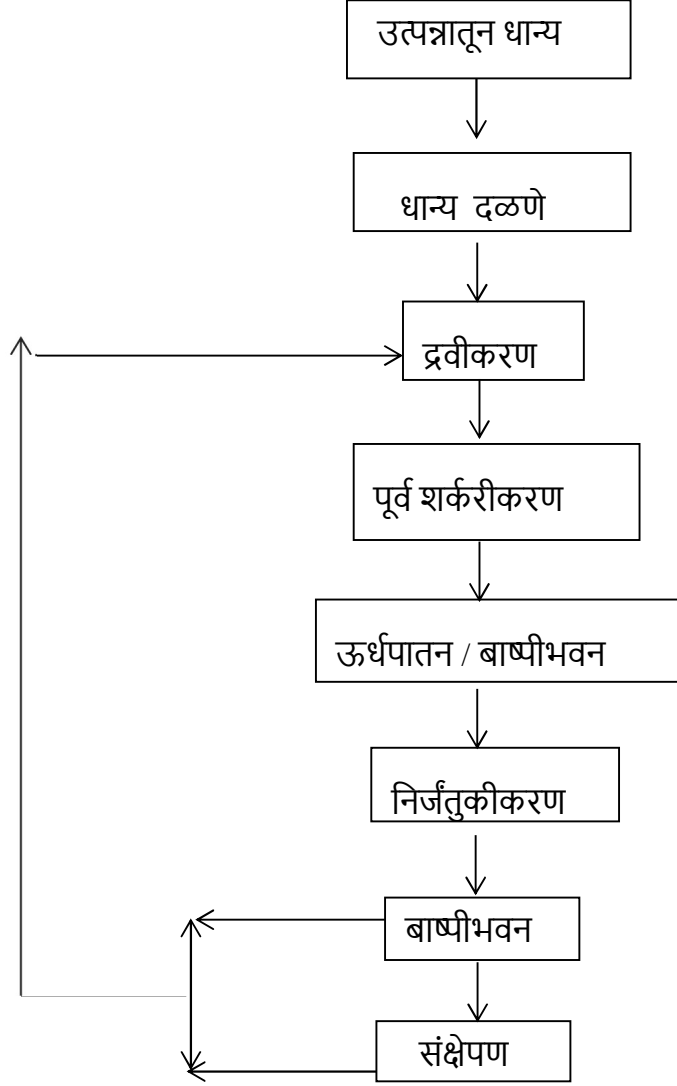 उत्पन्नातून धान्य
धान्य दळणे
द्रवीकरण
पूर्व शर्करीकरण
ऊर्धपातन / बाष्पीभवन
निर्जंतुकीकरण
बाष्पीभवन
संक्षेपण